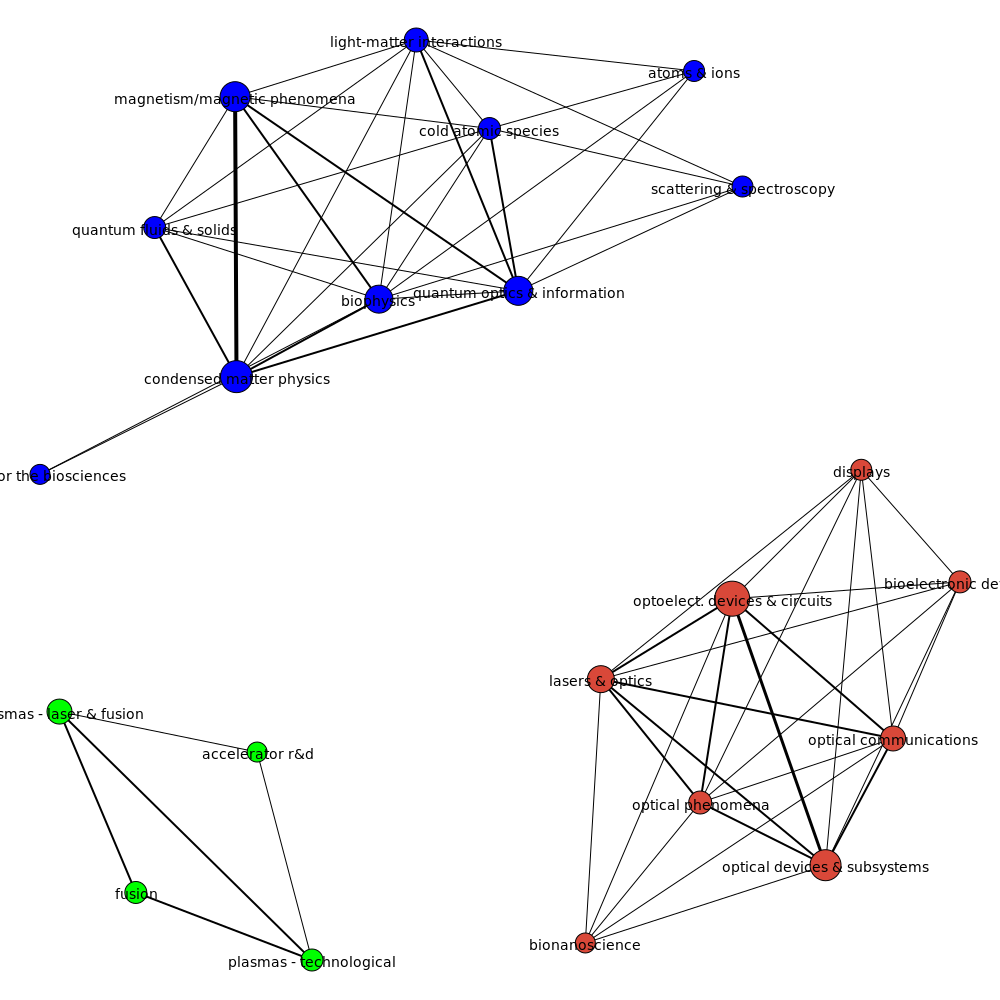 light-matter interactions
atoms & ions
magnetism/magnetic phenomena
cold atomic species
scattering & spectroscopy
quantum fluids & solids
biophysics
quantum optics & information
condensed matter physics
or the biosciences
displays
bioelectronic de
optoelect. devices & circuits
lasers & optics
smas - laser & fusion
optical communications
accelerator r&d
optical phenomena
optical devices & subsystems
fusion
bionanoscience
plasmas - technological